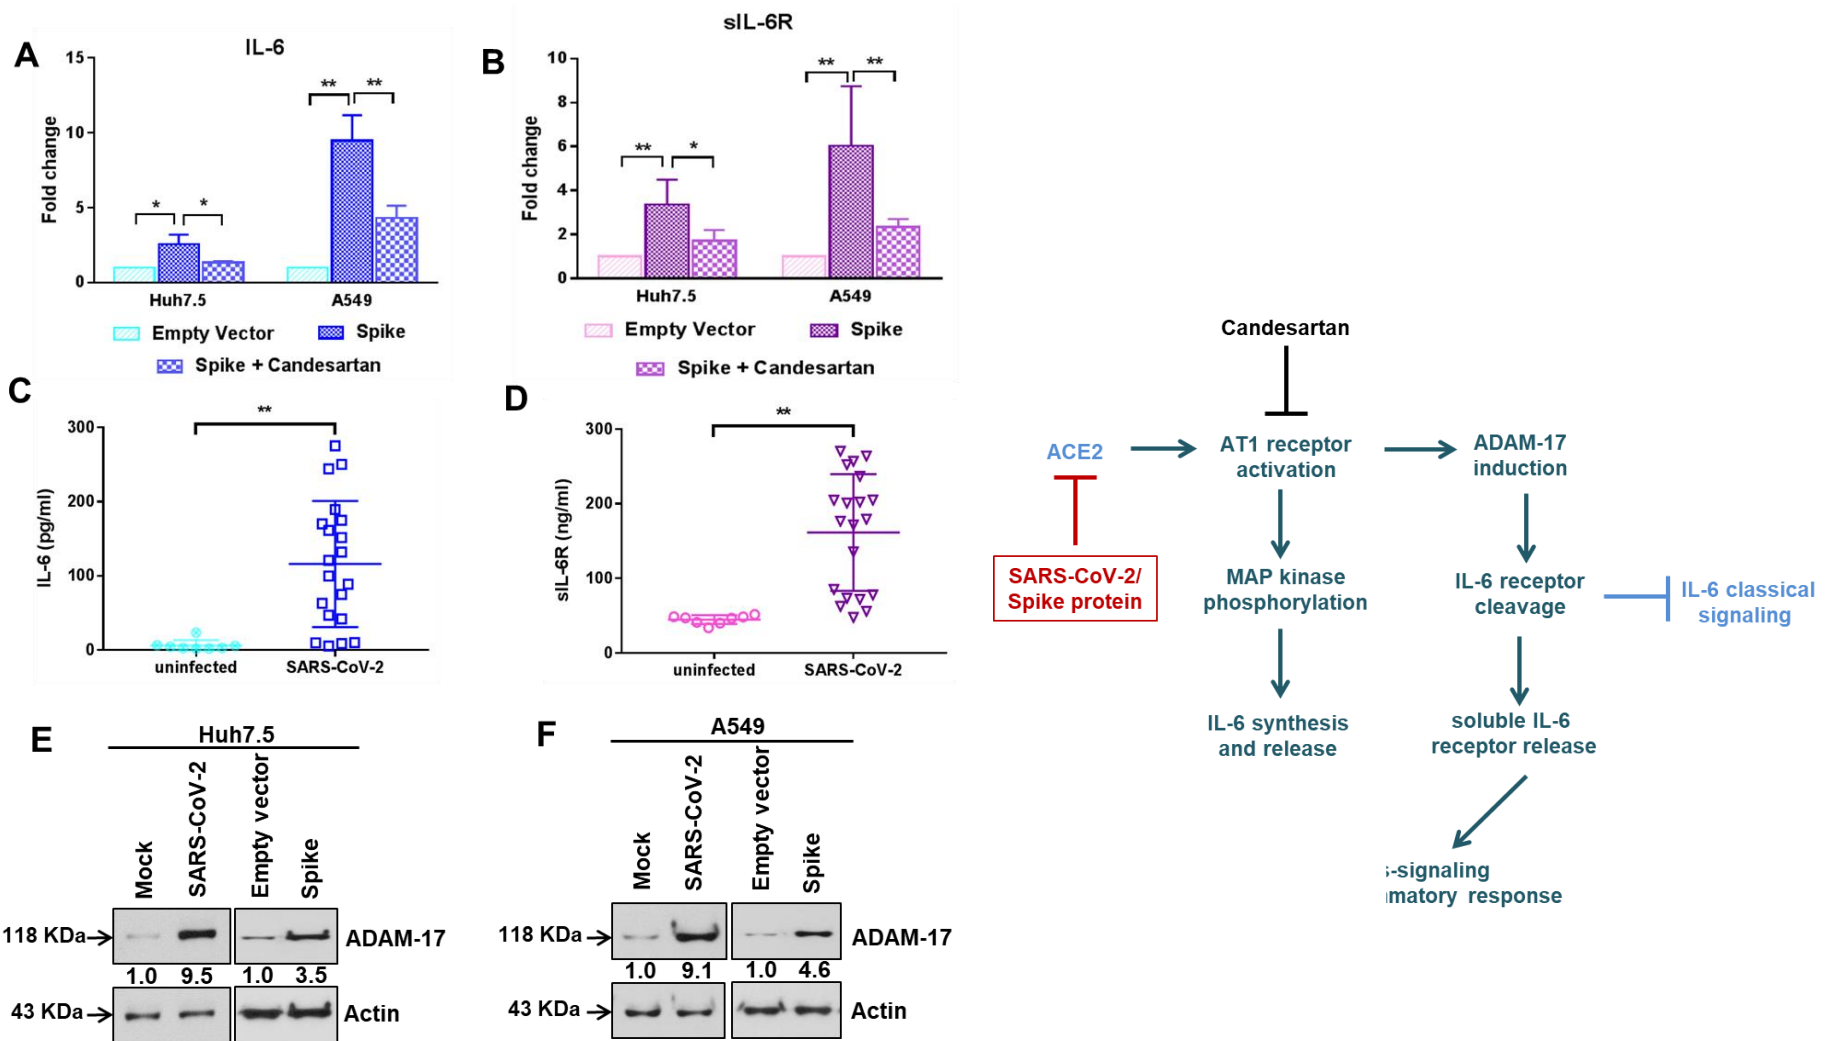 A
IL-6
15
10
5
0
Fold change
*
*
**
**
Huh7.5
A549
Empty Vector
Spike
Spike + Candesartan
B
sIL-6R
10
8
6
4
2
0
Fold change
**
*
**
**
Huh7.5
A549
Empty Vector
Spike
Spike + Candesartan
C
300
200
100
0
IL-6 (pg/ml)
**
uninfected
SARS-CoV-2
D
300
200
100
0
sIL-6R (ng/ml)
**
uninfected
SARS-CoV-2
E
Huh7.5
Mock
SARS-CoV-2
Empty vector
Spike
118 KDa
ADAM-17
1.0 9.5 1.0 3.5
43 KDa
Actin
F
A549
Mock
SARS-CoV-2
Empty vector
Spike
118 KDa
ADAM-17
1.0 9.1 1.0 4.6
43 KDa
Actin
Candesartan
ACE2
AT1 receptor
activation
ADAM-17
induction
SARS-CoV-2/
Spike protein
MAP kinase
phosphorylation
IL-6 receptor
cleavage
IL-6 classical
signaling
IL-6 synthesis
and release
soluble IL-6
receptor release
s-signaling
mmatory response